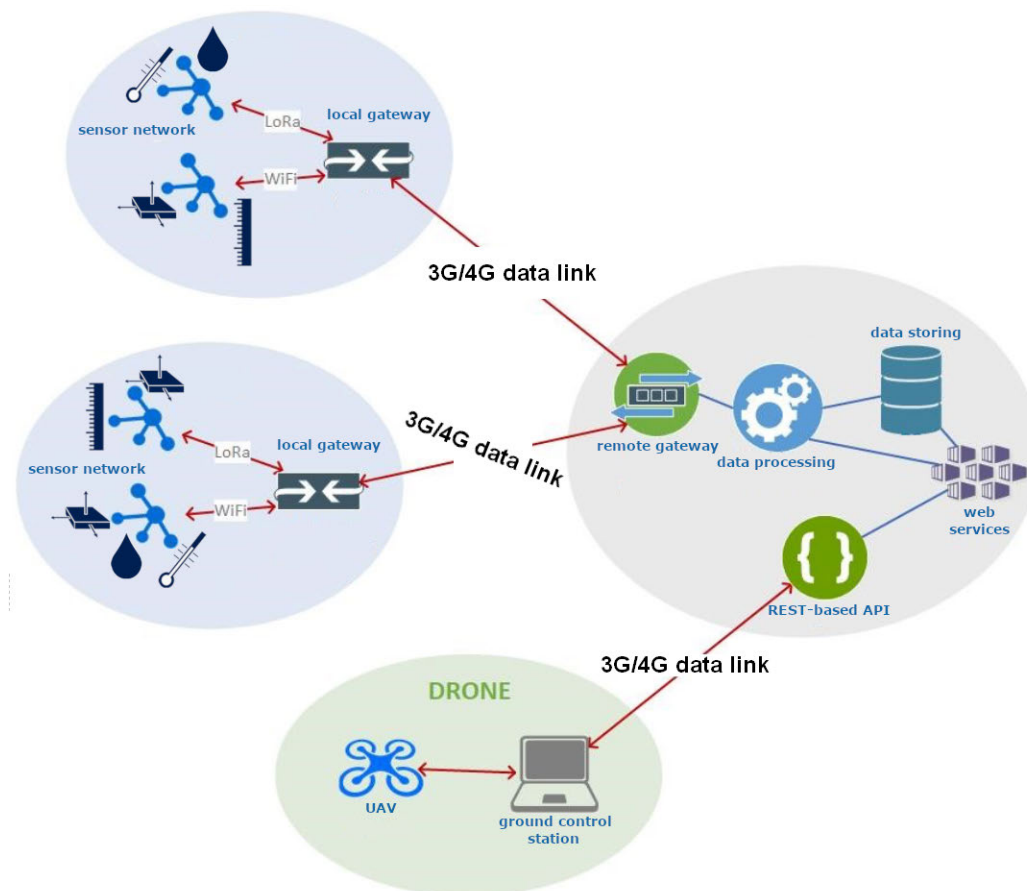 LoRa
local gateway
sensor network
WiFi
3G/4G data link
data storing
remote gateway
data processing
web
services
REST-based API
LoRa
local gateway
sensor network
WiFi
3G/4G data link
3G/4G data link
DRONE
UAV
ground control
station